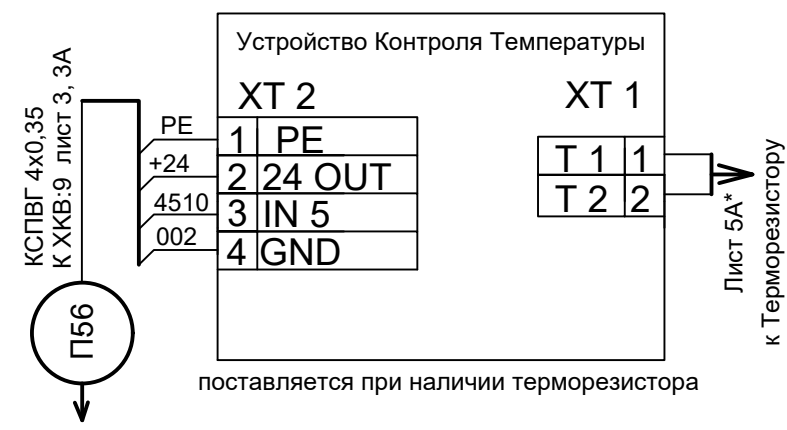 Устройство Контроля Температуры
XT 2
XT 1
КСПВГ 4х0,35
К ХКВ:9 лист 3, 3А
PE
1 PE
+24
2 24 OUT
4510
3 IN 5
002
4 GND
T 1 1
T 2 2
Лист 5А*
к Терморезистору
П56
поставляется при наличии терморезистора